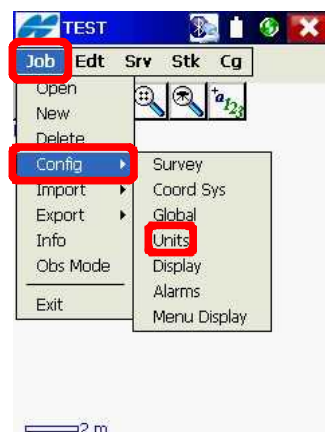 TEST
Job Edt Srv Stk Cg
Open
New
Delete
Config
Import
Export
Info
Obs Mode
Exit
Survey
Coord Sys
Global
Units
Display
Alarms
Menu Display
2 m